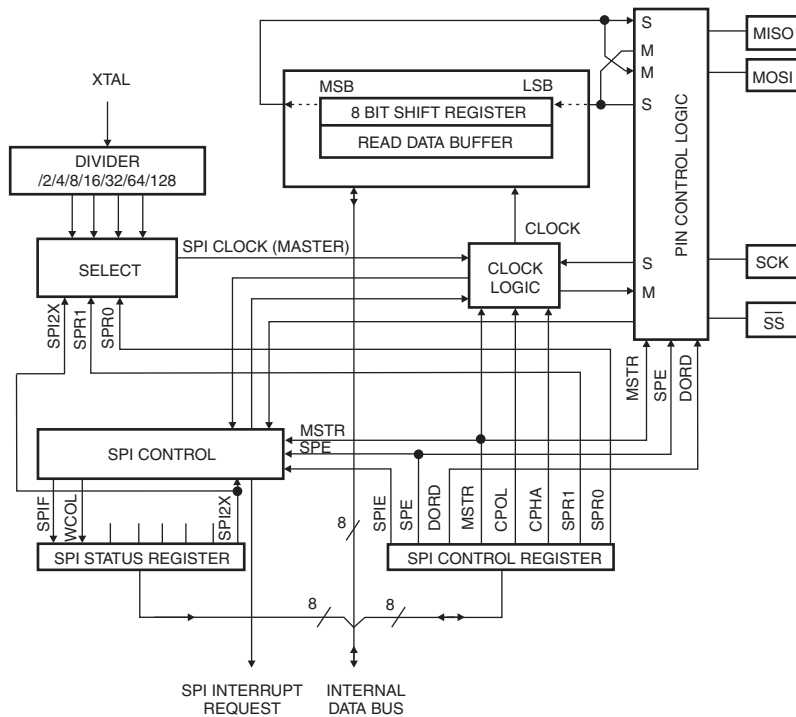 S
MISO
M
XTAL
MSB
LSB
M
MOSI
8 BIT SHIFT REGISTER
S
READ DATA BUFFER
DIVIDER
/2/4/8/16/32/64/128
PIN CONTROL LOGIC
CLOCK
SPI CLOCK (MASTER)
SELECT
CLOCK
LOGIC
S
SCK
M
SPI2X
SPR1
SPR0
SS
MSTR
SPE
DORD
MSTR
SPE
SPI CONTROL
SPIF
WCOL
SPI2X
SPIE
SPE
DORD
MSTR
CPOL
CPHA
SPR1
SPR0
8
SPI STATUS REGISTER
SPI CONTROL REGISTER
8
8
SPI INTERRUPT
REQUEST
INTERNAL
DATA BUS